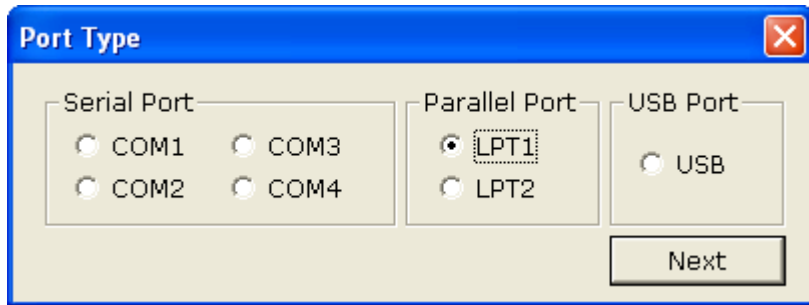 Port Type
Serial Port
COM1 COM3
COM2 COM4
Parallel Port
LPT1
LPT2
USB Port
USB
Next